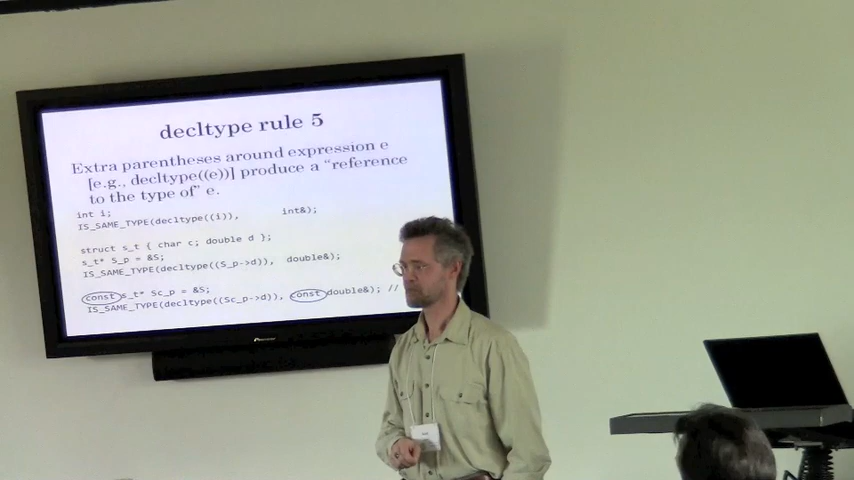 decltype rule 5
Extra parentheses around expression e
[e.g., decltype((e))] produce a “reference
to the type of” e.
int i;
IS_SAME_TYPE(decltype((i)), int&);
struct s_t { char c; double d };
s_t* S_p = &S;
IS_SAME_TYPE(decltype((S_p->d)), double&);
const s_t* Sc_p = &S;
IS_SAME_TYPE(decltype((Sc_p->d)), const double&); //